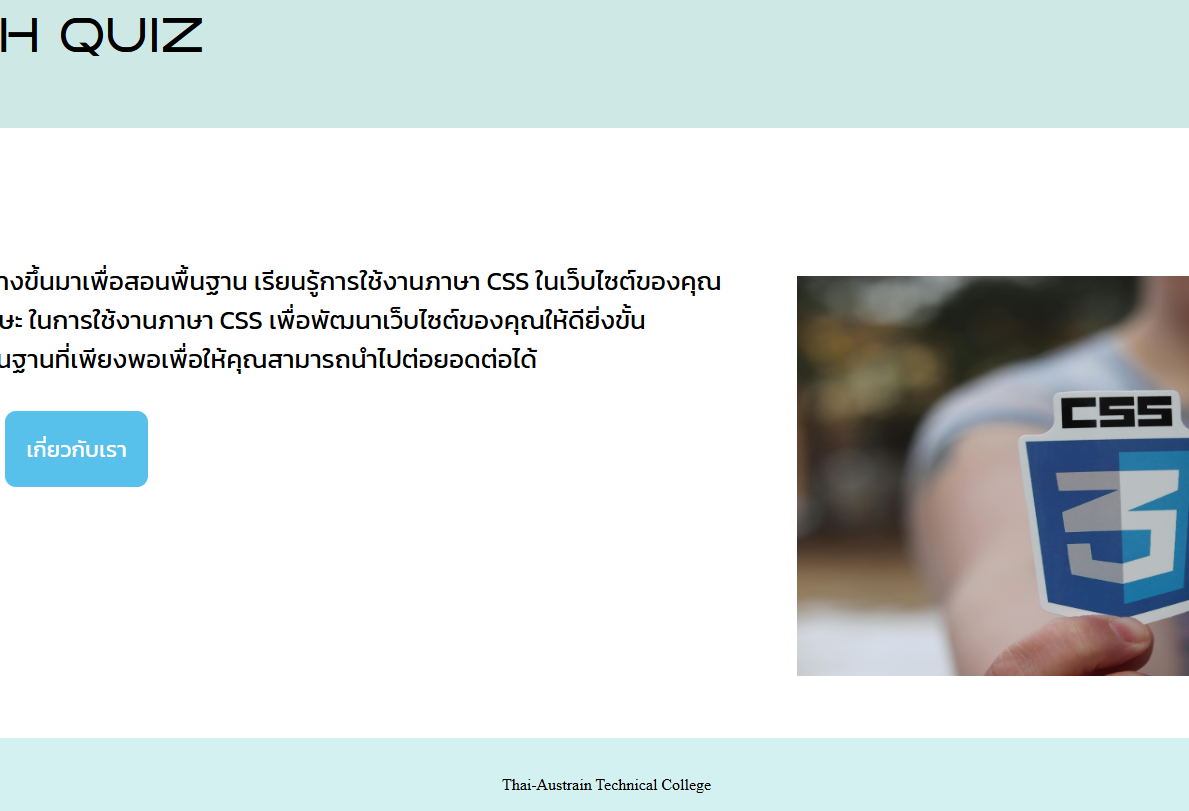 H QUIZ
างขึ้นมาเพื่อสอนพื้นฐาน เรียนรู้การใช้งานภาษา CSS ในเว็บไซต์ของคุณ
ษะ ในการใช้งานภาษา CSS เพื่อพัฒนาเว็บไซต์ของคุณให้ดียิ่งขั้น
นฐานที่เพียงพอเพื่อให้คุณสามารถนำไปต่อยอดต่อได้
เกี่ยวกับเรา
CSS
3
Thai-Austrain Technical College